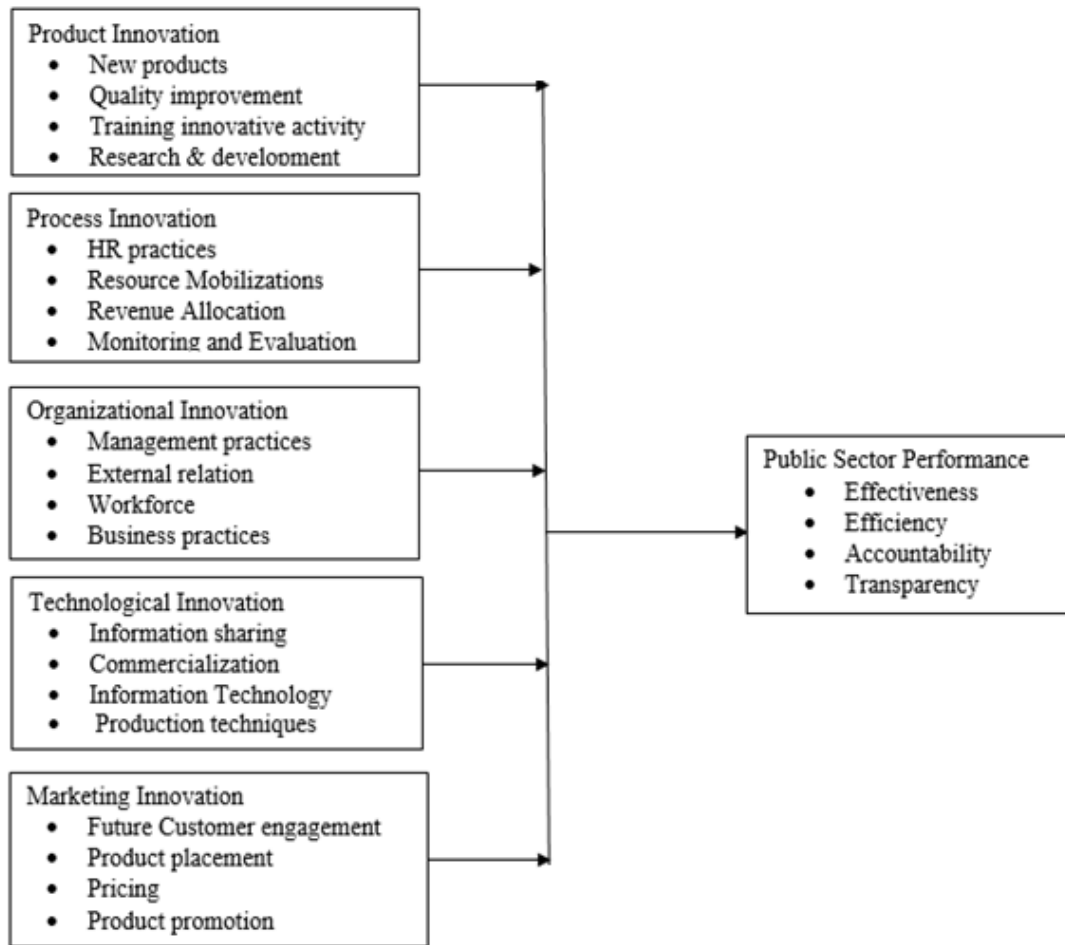 Product Innovation
• New products
• Quality improvement
• Training innovative activity
• Research & development
Process Innovation
• HR practices
• Resource Mobilizations
• Revenue Allocation
• Monitoring and Evaluation
Organizational Innovation
• Management practices
• External relation
• Workforce
• Business practices
Technological Innovation
• Information sharing
• Commercialization
• Information Technology
• Production techniques
Marketing Innovation
• Future Customer engagement
• Product placement
• Pricing
• Product promotion
Public Sector Performance
• Effectiveness
• Efficiency
• Accountability
• Transparency